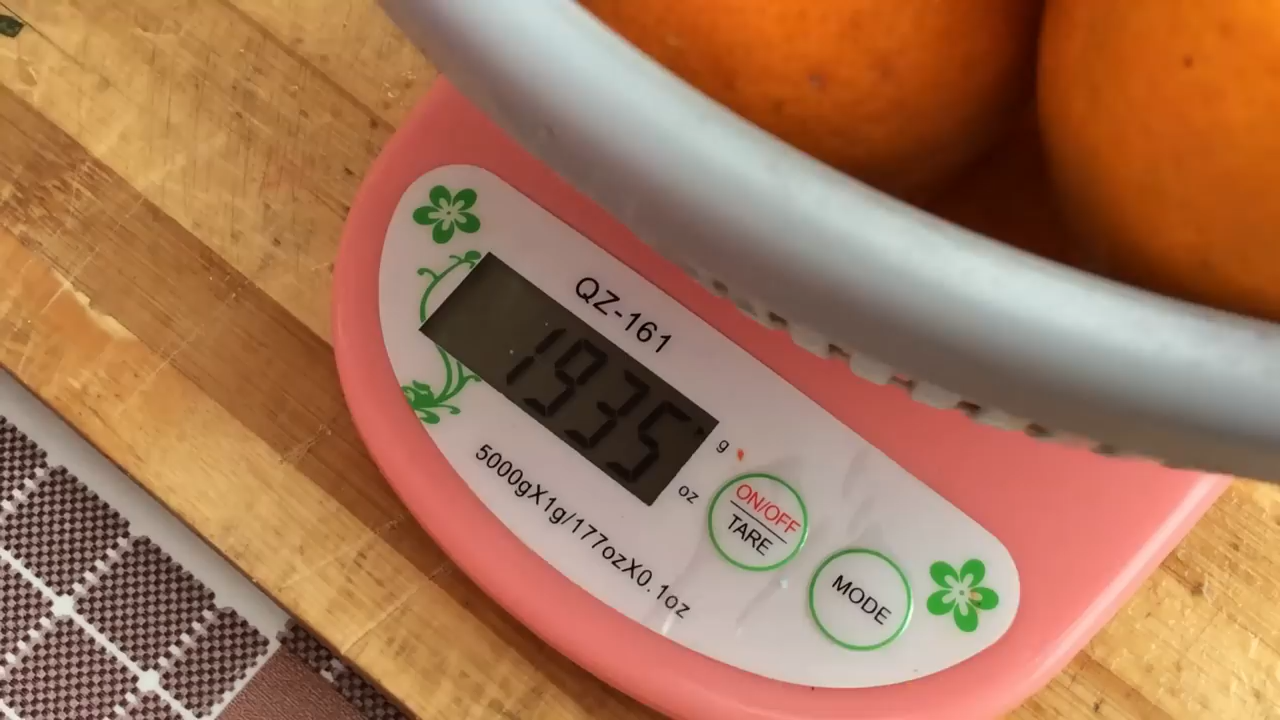 QZ-161
1935
g
oz
5000gX1g/177ozX0.1oz
ON/OFF
TARE
MODE